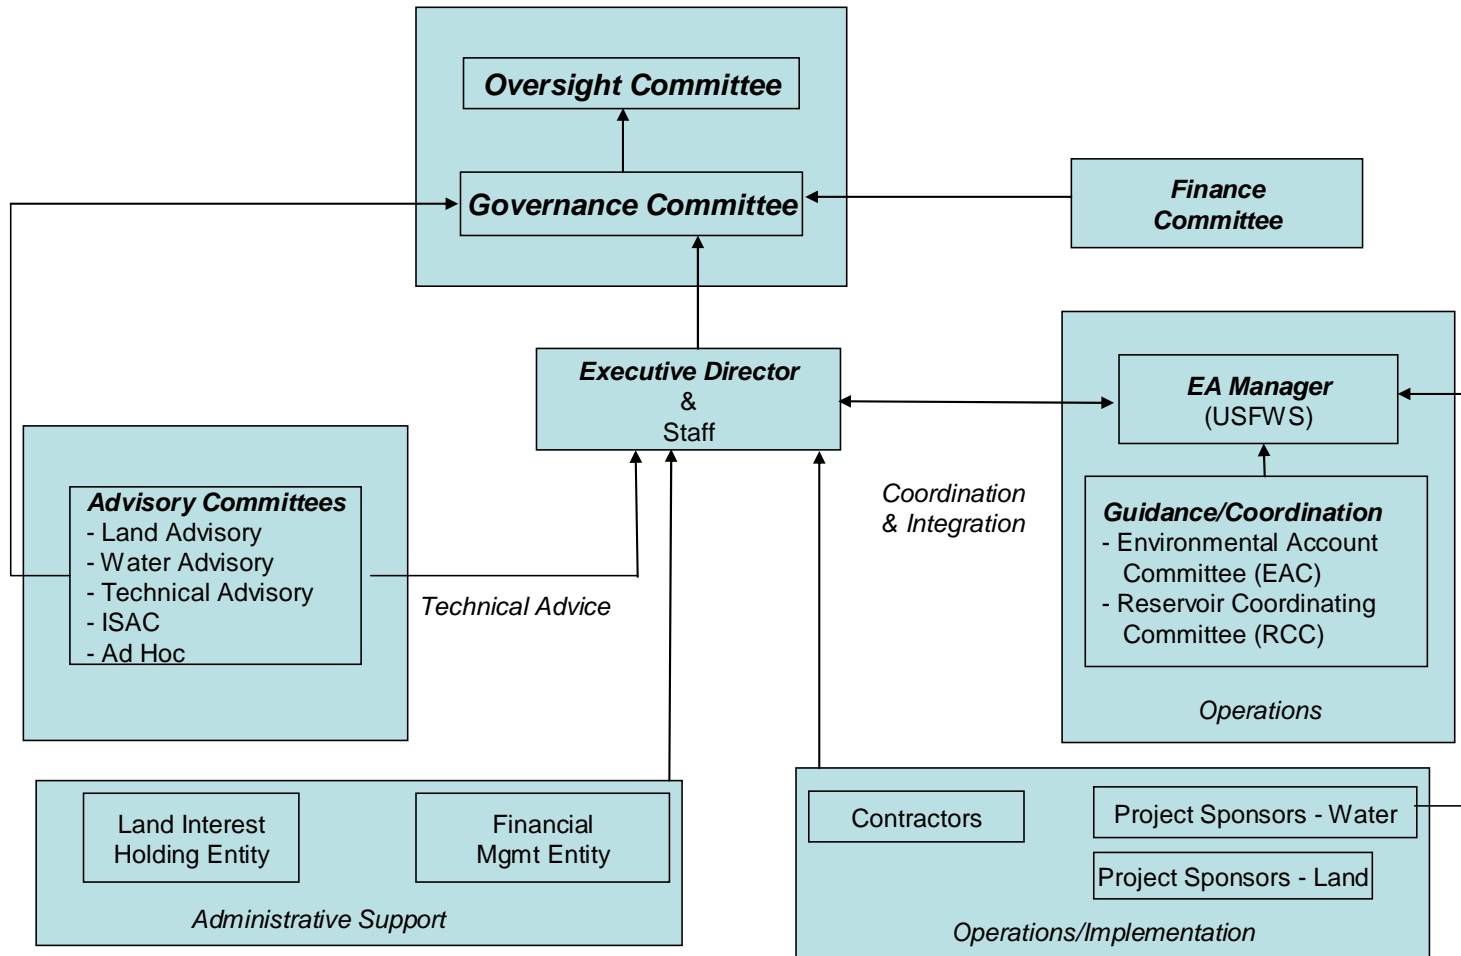 Oversight Committee
Governance Committee
Finance
Committee
Executive Director
&
Staff
EA Manager
(USFWS)
Advisory Committees
- Land Advisory
- Water Advisory
- Technical Advisory
- ISAC
- Ad Hoc
Technical Advice
Coordination
& Integration
Guidance/Coordination
- Environmental Account
Committee (EAC)
- Reservoir Coordinating
Committee (RCC)
Operations
Land Interest
Holding Entity
Financial
Mgmt Entity
Administrative Support
Contractors
Project Sponsors - Water
Project Sponsors - Land
Operations/Implementation